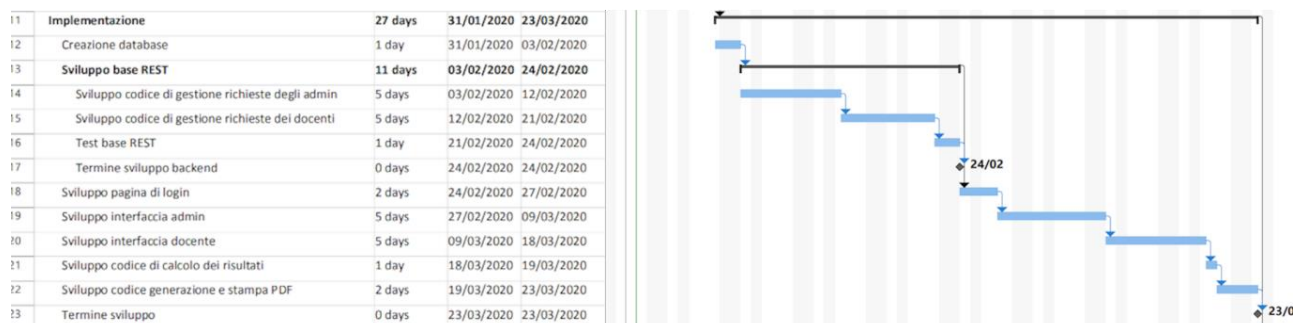 11 Implementazione 27 days 31/01/2020 23/03/2020
12 Creazione database 1 day 31/01/2020 03/02/2020
13 Sviluppo base REST 11 days 03/02/2020 24/02/2020
14 Sviluppo codice di gestione richieste degli admin 5 days 03/02/2020 12/02/2020
15 Sviluppo codice di gestione richieste dei docenti 5 days 12/02/2020 21/02/2020
16 Test base REST 1 day 21/02/2020 24/02/2020
17 Termine sviluppo backend 0 days 24/02/2020 24/02/2020 24/02
18 Sviluppo pagina di login 2 days 24/02/2020 27/02/2020
19 Sviluppo interfaccia admin 5 days 27/02/2020 09/03/2020
20 Sviluppo interfaccia docente 5 days 09/03/2020 18/03/2020
21 Sviluppo codice di calcolo dei risultati 1 day 18/03/2020 19/03/2020
22 Sviluppo codice generazione e stampa PDF 2 days 19/03/2020 23/03/2020
23 Termine sviluppo 0 days 23/03/2020 23/03/2020 23/0